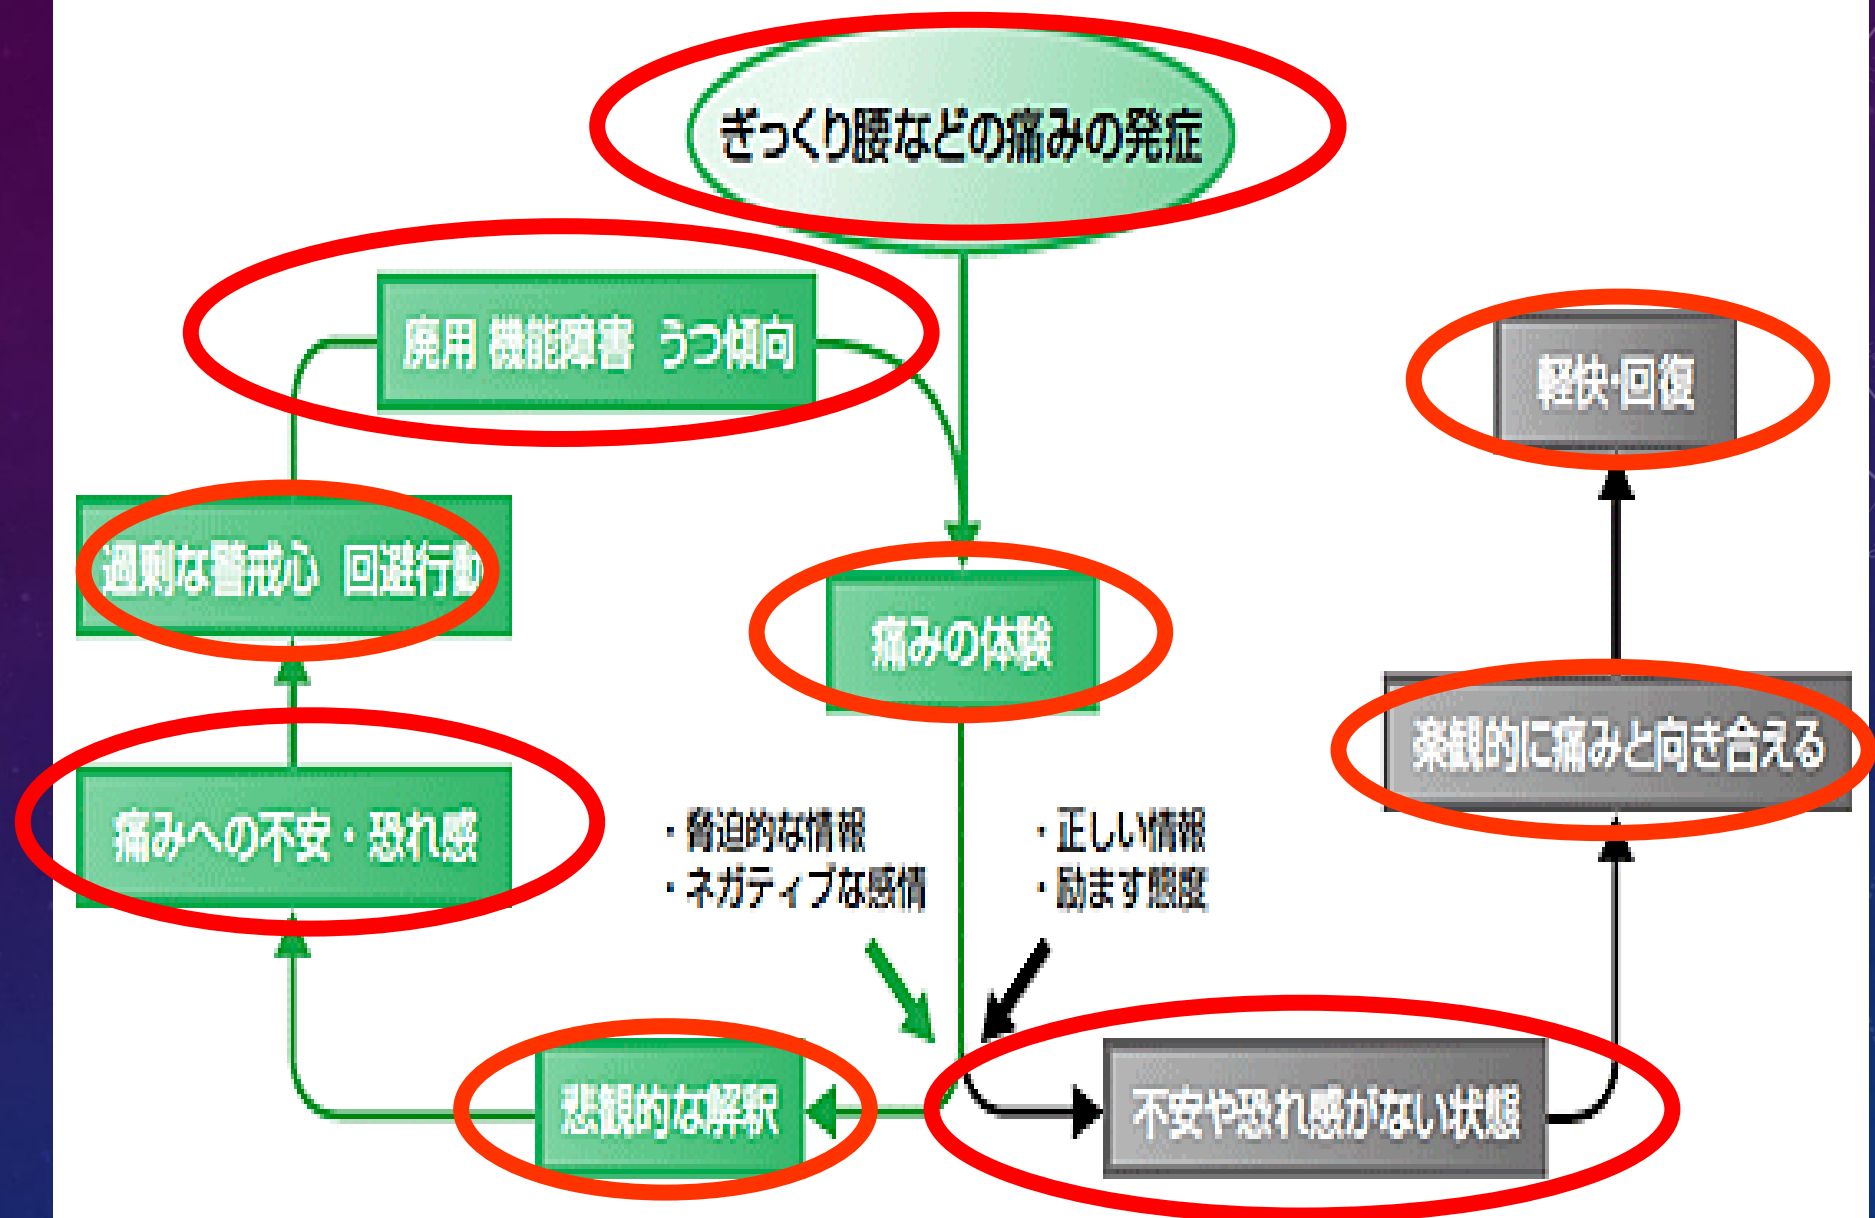 ぎっくり腰などの痛みの発症
廃用 機能障害 うつ傾向
軽快・回復
過剰な警戒心 回避行動
痛みの体験
楽観的に痛みと向き合える
痛みへの不安・恐れ感
・脅迫的な情報
・ネガティブな感情
・正しい情報
・励ます態度
悲観的な解釈
不安や恐れ感がない状態